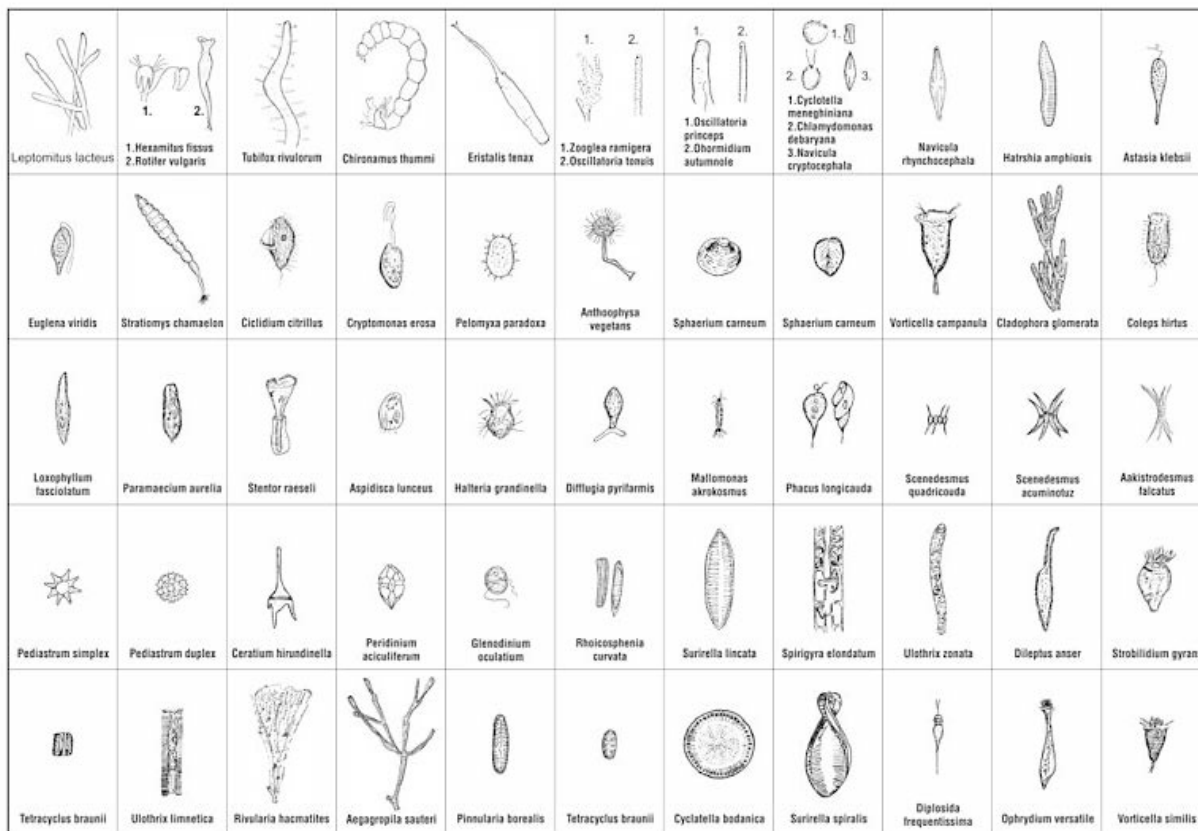 1.
2.
1.
2.
1.
2.
1.
2.
3.
Leptomitus lacteus
1.Hexamitus fissus
2.Rotifer vulgaris
Tubifox rivulorum
Chironamus thummi
Eristalis tenax
1.Zooglea ramigera
2.Oscillatoria tonuis
1.Oscillatoria
princeps
2.Dhormidium
autumnole
1.Cyclotella
meneghiniana
2.Chlamydomonas
debaryana
3.Navicula
cryptocephala
Navicula
rhynchocephala
Hatrshia amphioxis
Astasia klebsii
Euglena viridis
Stratiomys chamaelon
Ciclidium citrillus
Cryptomonas erosa
Pelomyxa paradoxa
Anthoophysa
vegetans
Sphaerium carneum
Sphaerium carneum
Vorticella campanula
Cladophora glomerata
Coleps hirtus
Loxophyllum
fasciolatum
Paramaecium aurelia
Stentor raeseli
Aspidisca lunceus
Halteria grandinella
Difflugia pyrifarmis
Mallomonas
akrokosmus
Phacus longicauda
Scenedesmus
quadricouda
Scenedesmus
acuminotuz
Aakistrodesmus
falcatus
Pediastrum simplex
Pediastrum duplex
Ceratium hirundinella
Peridinium
aciculiferum
Glenodinium
oculatium
Rhoicosphenia
curvata
Surirella lincata
Spirigyra elondatum
Ulothrix zonata
Dileptus anser
Strobilidium gyrans
Tetracyclus braunii
Ulothrix limnetica
Rivularia hacmatites
Aegagropila sauteri
Pinnularia borealis
Tetracyclus braunii
Cyclatella bodanica
Surirella spiralis
Diplosida
frequentissima
Ophrydium versatile
Vorticella similis